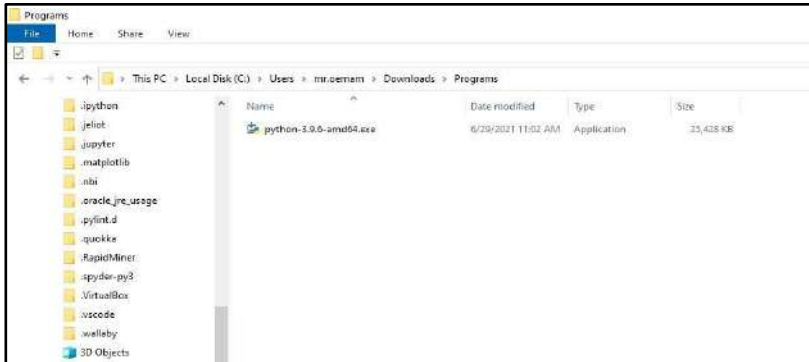 Programs
File Home Share View
This PC > Local Disk (C:) > Users > mr.oemam > Downloads > Programs
Name Date modified Type Size
.ipython
python-3.9.6-amd64.exe 6/29/2021 11:02 AM Application 25,428 KB
.jeliot
.jupyter
.matplotlib
.nbi
.oracle_jre_usage
.pylint.d
.quokka
.RapidMiner
.spyder-py3
.VirtualBox
.vscode
.wallaby
3D Objects